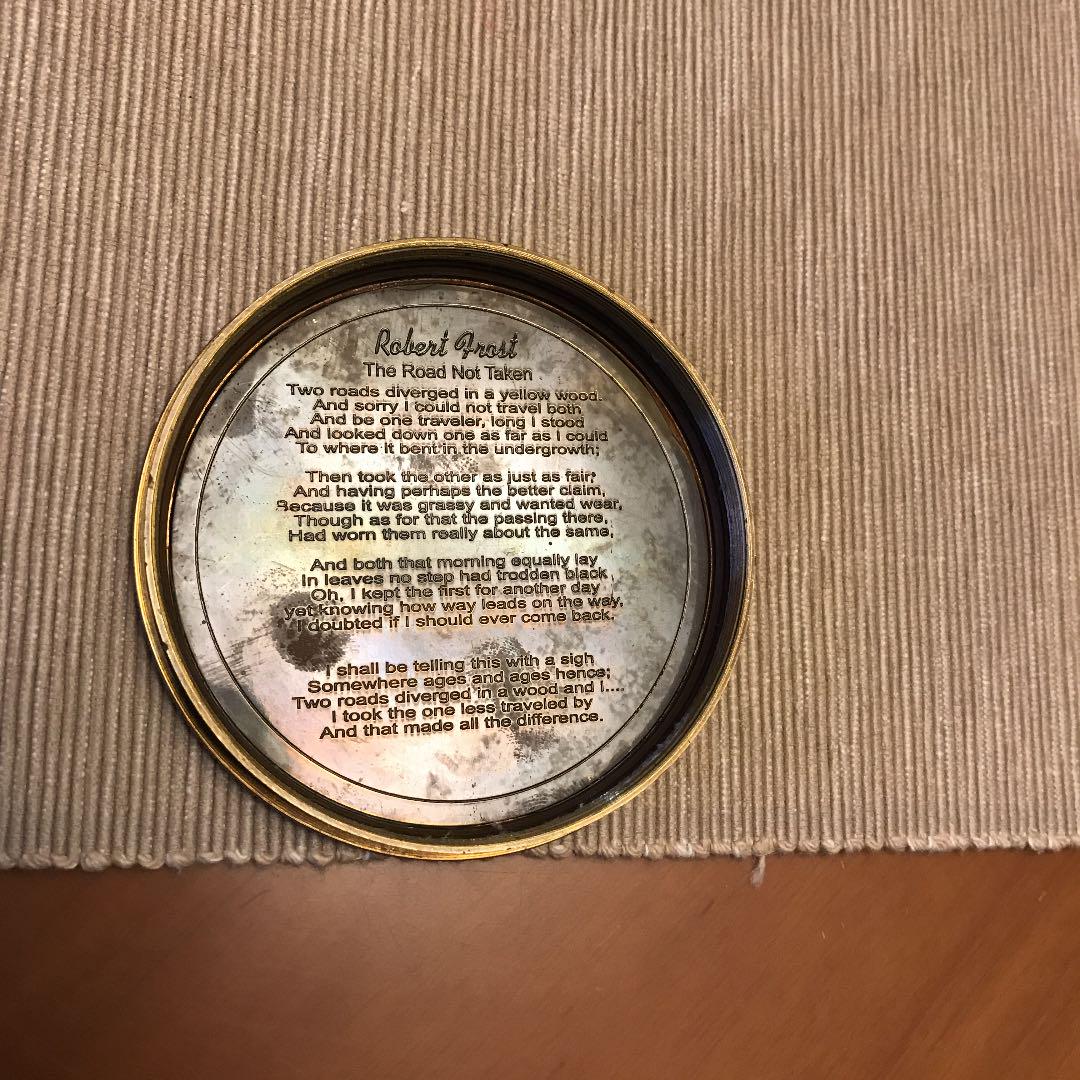 Robert Frost
The Road Not Taken
Two roads diverged in a yellow wood.
And sorry I could not travel both
And be one traveler, long I stood
And looked down one as far as I could
To where it bent in the undergrowth;
Then took the other as just as fair;
And having perhaps the better claim,
Because it was grassy and wanted wear,
Though as for that the passing there,
Had worn them really about the same,
And both that morning equally lay
In leaves no step had trodden black,
Oh, I kept the first for another day
yet knowing how way leads on the way,
I doubted if I should ever come back.
I shall be telling this with a sigh
Somewhere ages and ages hence;
Two roads diverged in a wood and I....
I took the one less traveled by
And that made all the difference.